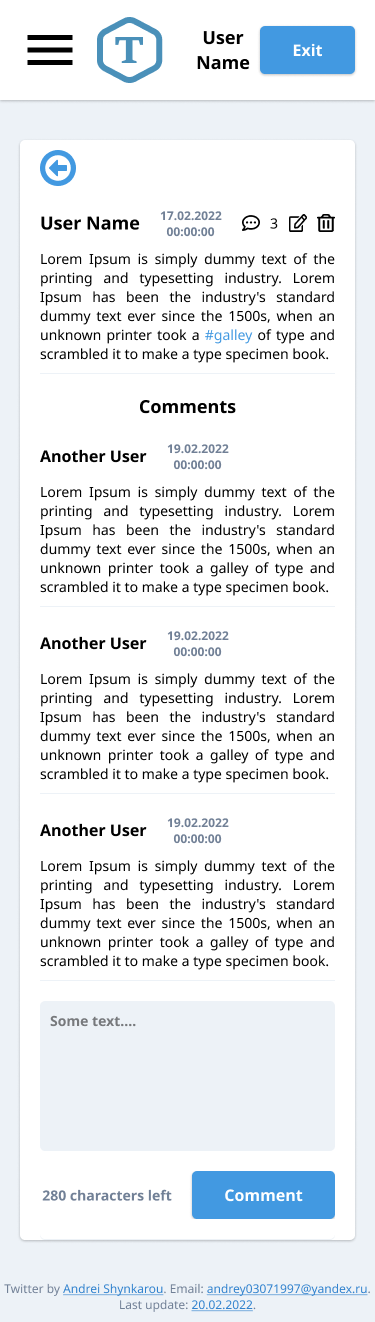 T
User
Name
Exit
User Name
17.02.2022
00:00:00
3
Lorem Ipsum is simply dummy text of the
printing and typesetting industry. Lorem
Ipsum has been the industry's standard
dummy text ever since the 1500s, when an
unknown printer took a #galley of type and
scrambled it to make a type specimen book.
Comments
Another User
19.02.2022
00:00:00
Lorem Ipsum is simply dummy text of the
printing and typesetting industry. Lorem
Ipsum has been the industry's standard
dummy text ever since the 1500s, when an
unknown printer took a galley of type and
scrambled it to make a type specimen book.
Another User
19.02.2022
00:00:00
Lorem Ipsum is simply dummy text of the
printing and typesetting industry. Lorem
Ipsum has been the industry's standard
dummy text ever since the 1500s, when an
unknown printer took a galley of type and
scrambled it to make a type specimen book.
Another User
19.02.2022
00:00:00
Lorem Ipsum is simply dummy text of the
printing and typesetting industry. Lorem
Ipsum has been the industry's standard
dummy text ever since the 1500s, when an
unknown printer took a galley of type and
scrambled it to make a type specimen book.
Some text....
280 characters left
Comment
Twitter by Andrei Shynkarou. Email: andrey03071997@yandex.ru.
Last update: 20.02.2022.